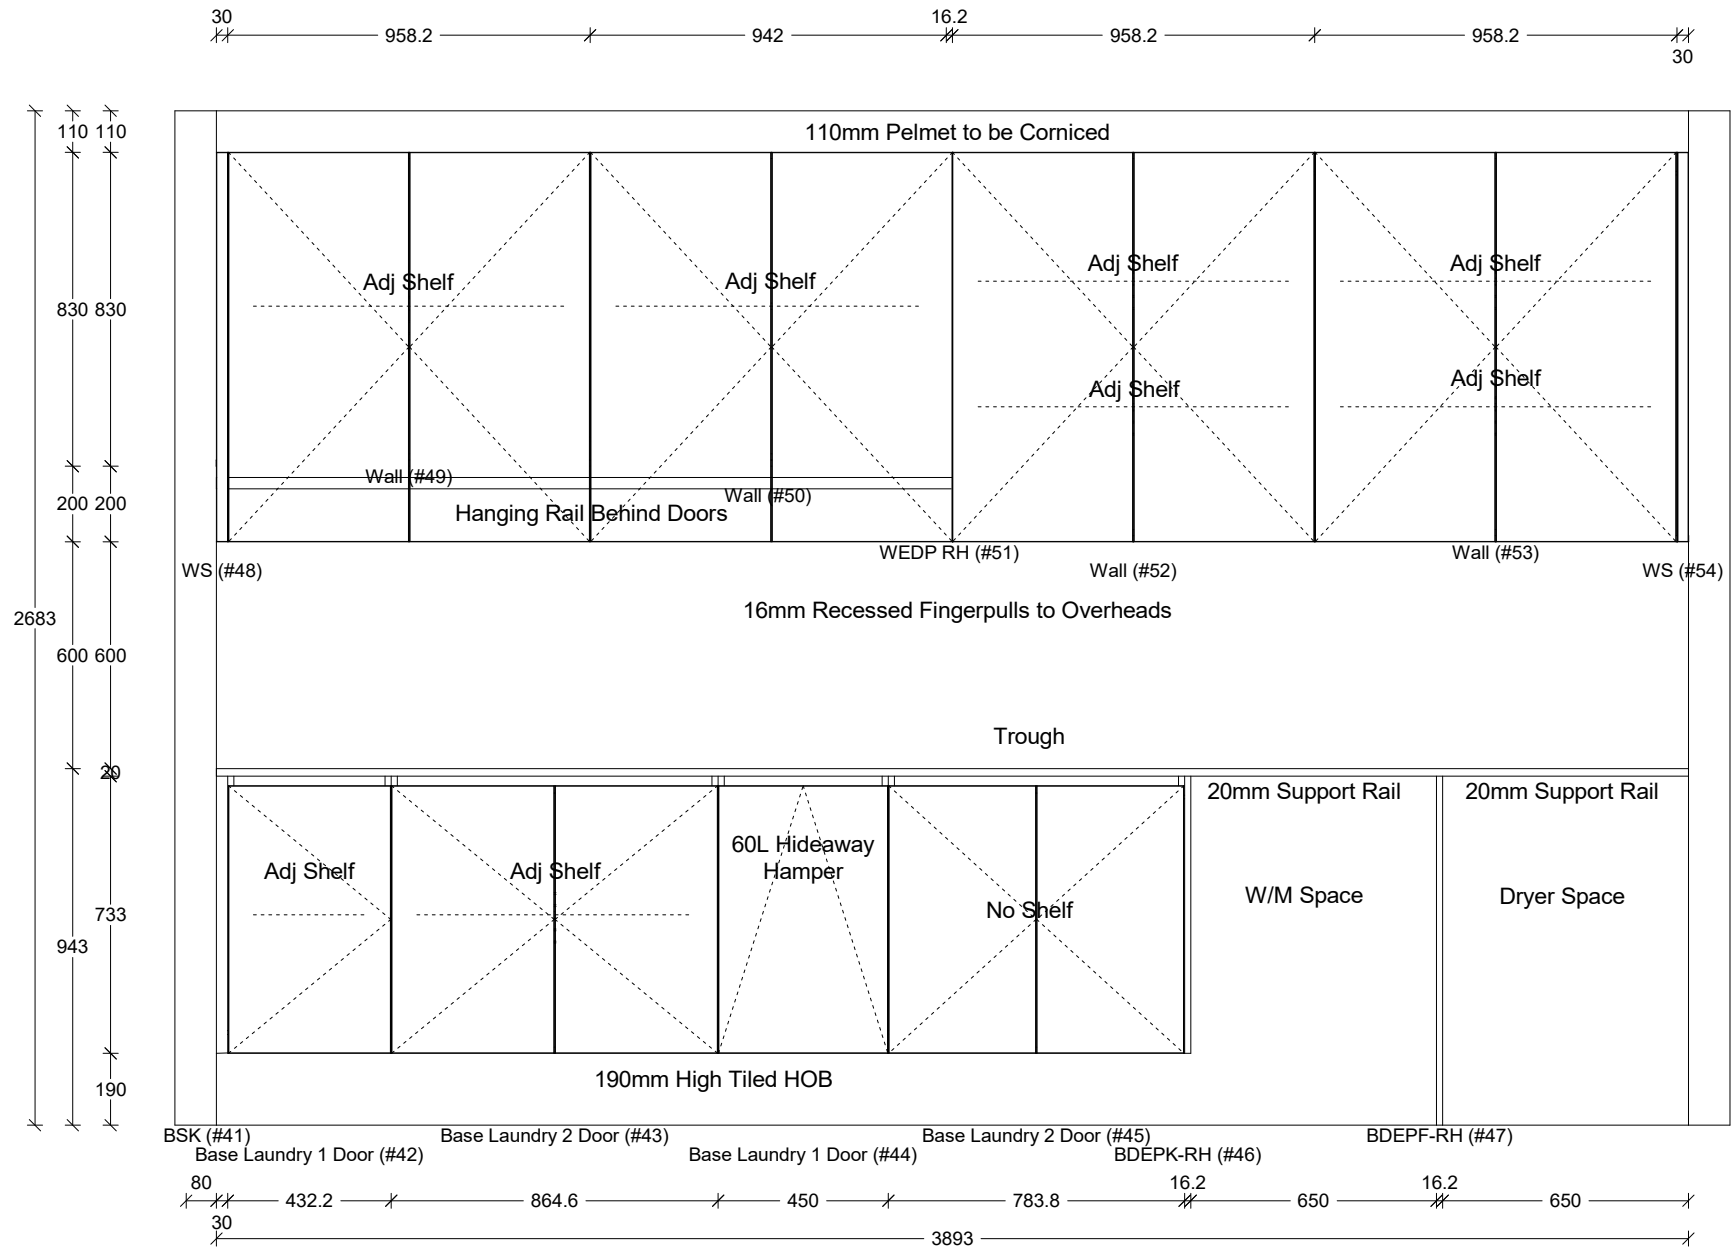 30
16.2
958.2
942
958.2
958.2
30
110 110
110mm Pelmet to be Corniced
Adj Shelf
Adj Shelf
Adj Shelf
Adj Shelf
830 830
Adj Shelf
Adj Shelf
Wall (#49)
Wall (#50)
200 200
Hanging Rail Behind Doors
WEDP RH (#51)
Wall (#53)
WS (#48)
Wall (#52)
WS (#54)
2683
16mm Recessed Fingerpulls to Overheads
600 600
Trough
20
20mm Support Rail
20mm Support Rail
60L Hideaway
Hamper
Adj Shelf
Adj Shelf
W/M Space
Dryer Space
No Shelf
733
943
190mm High Tiled HOB
190
BSK (#41)
Base Laundry 2 Door (#43)
Base Laundry 2 Door (#45)
BDEPF-RH (#47)
Base Laundry 1 Door (#42)
Base Laundry 1 Door (#44)
BDEPK-RH (#46)
80
16.2
16.2
432.2
864.6
450
783.8
650
650
30
3893